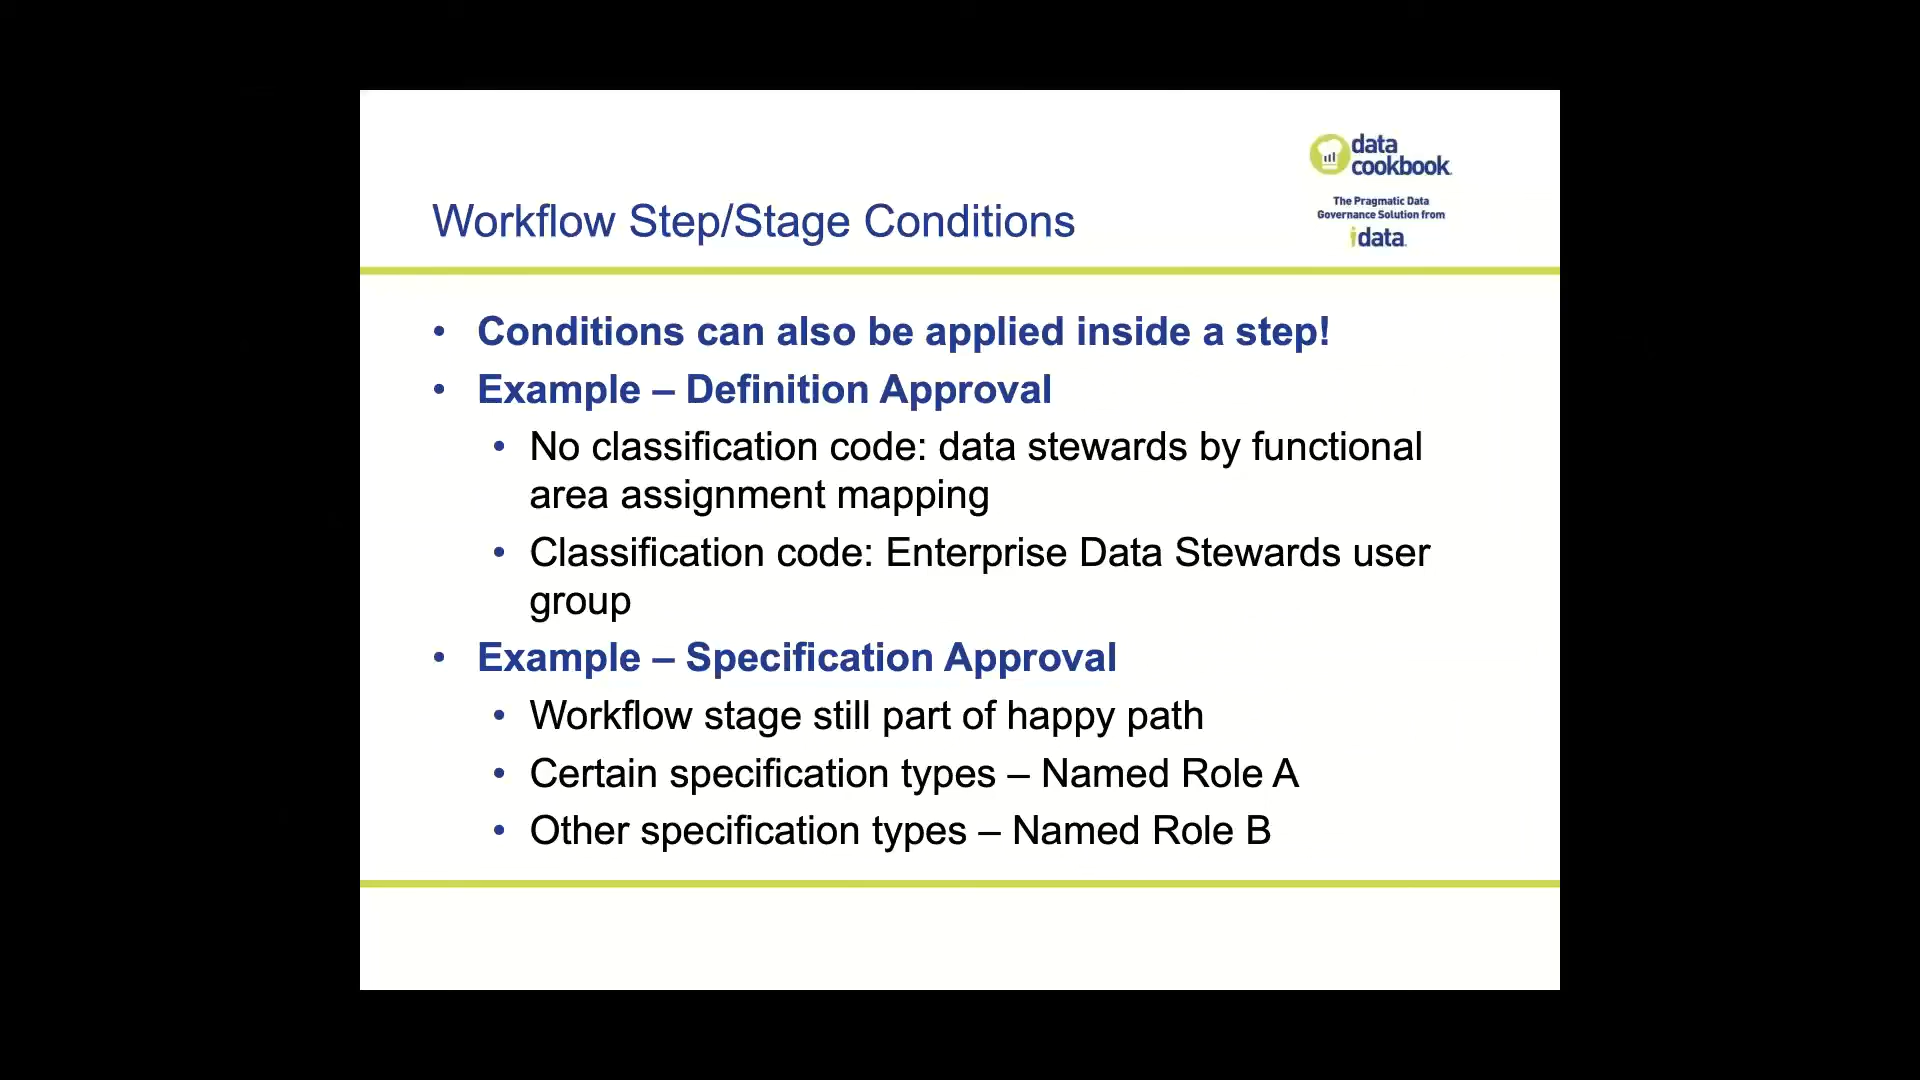 data
cookbook.
The Pragmatic Data
Governance Solution from
idata.
Workflow Step/Stage Conditions
• Conditions can also be applied inside a step!
• Example – Definition Approval
• No classification code: data stewards by functional
area assignment mapping
• Classification code: Enterprise Data Stewards user
group
• Example – Specification Approval
• Workflow stage still part of happy path
• Certain specification types – Named Role A
• Other specification types – Named Role B